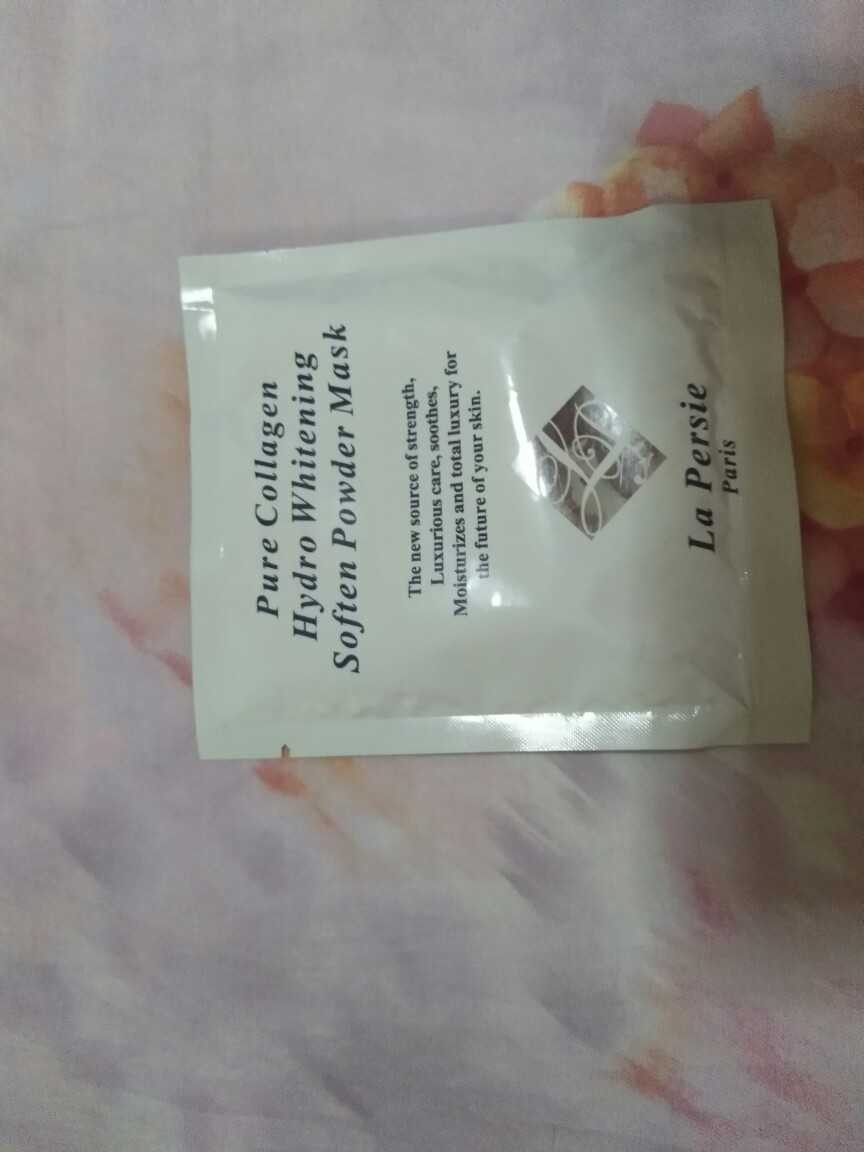 Pure Collagen
Hydro Whitening
Soften Powder Mask
The new source of strength,
Luxurious care, soothes,
Moisturizes and total luxury for
the future of your skin.
La Persie
Paris